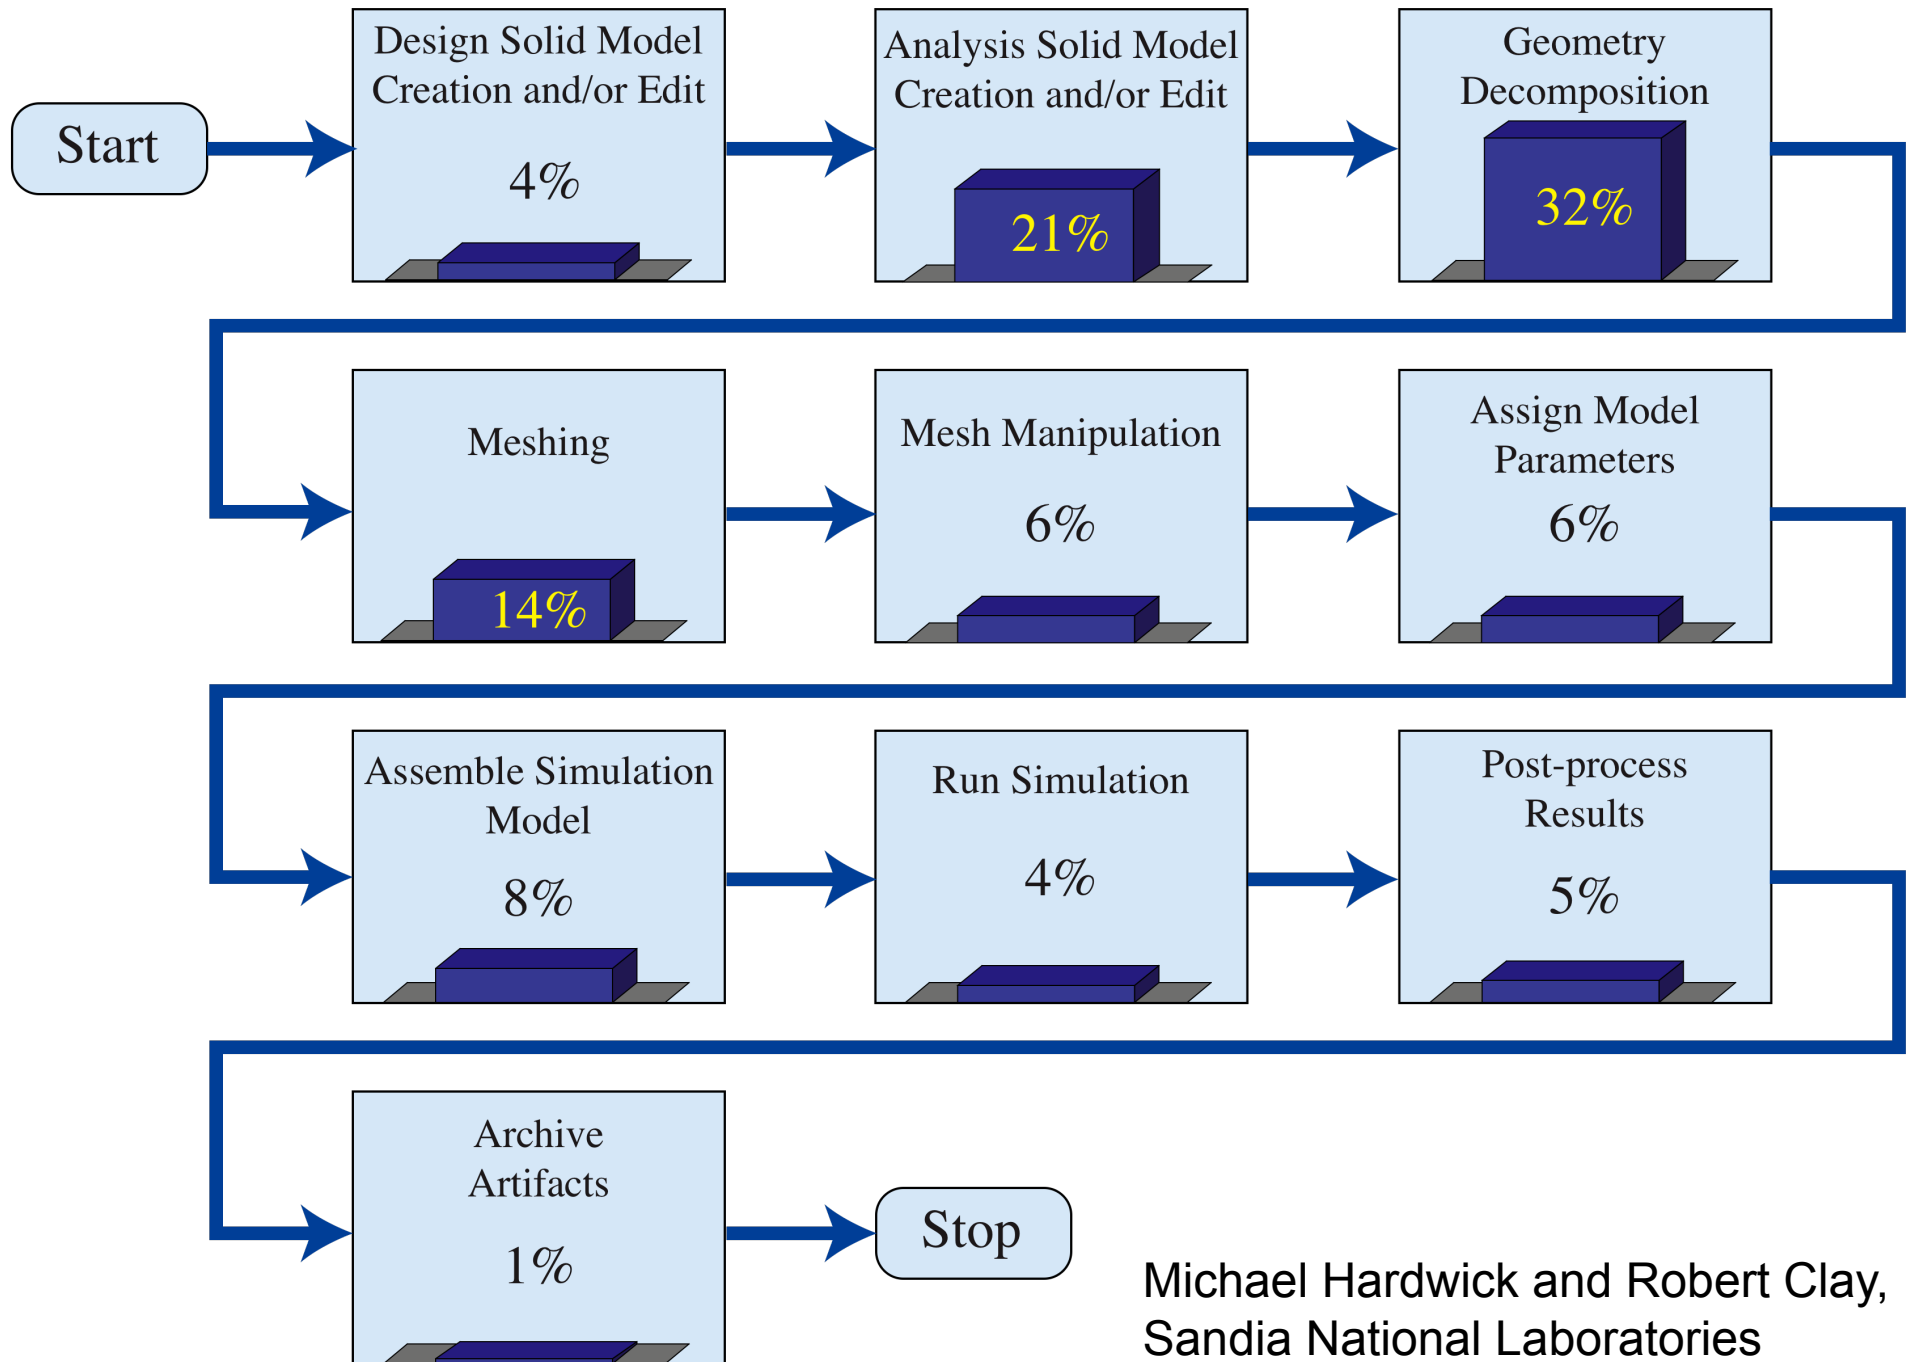 Start
Design Solid Model
Creation and/or Edit
4%
Analysis Solid Model
Creation and/or Edit
21%
Geometry
Decomposition
32%
Meshing
14%
Mesh Manipulation
6%
Assign Model
Parameters
6%
Assemble Simulation
Model
8%
Run Simulation
4%
Post-process
Results
5%
Archive
Artifacts
1%
Stop
Michael Hardwick and Robert Clay,
Sandia National Laboratories